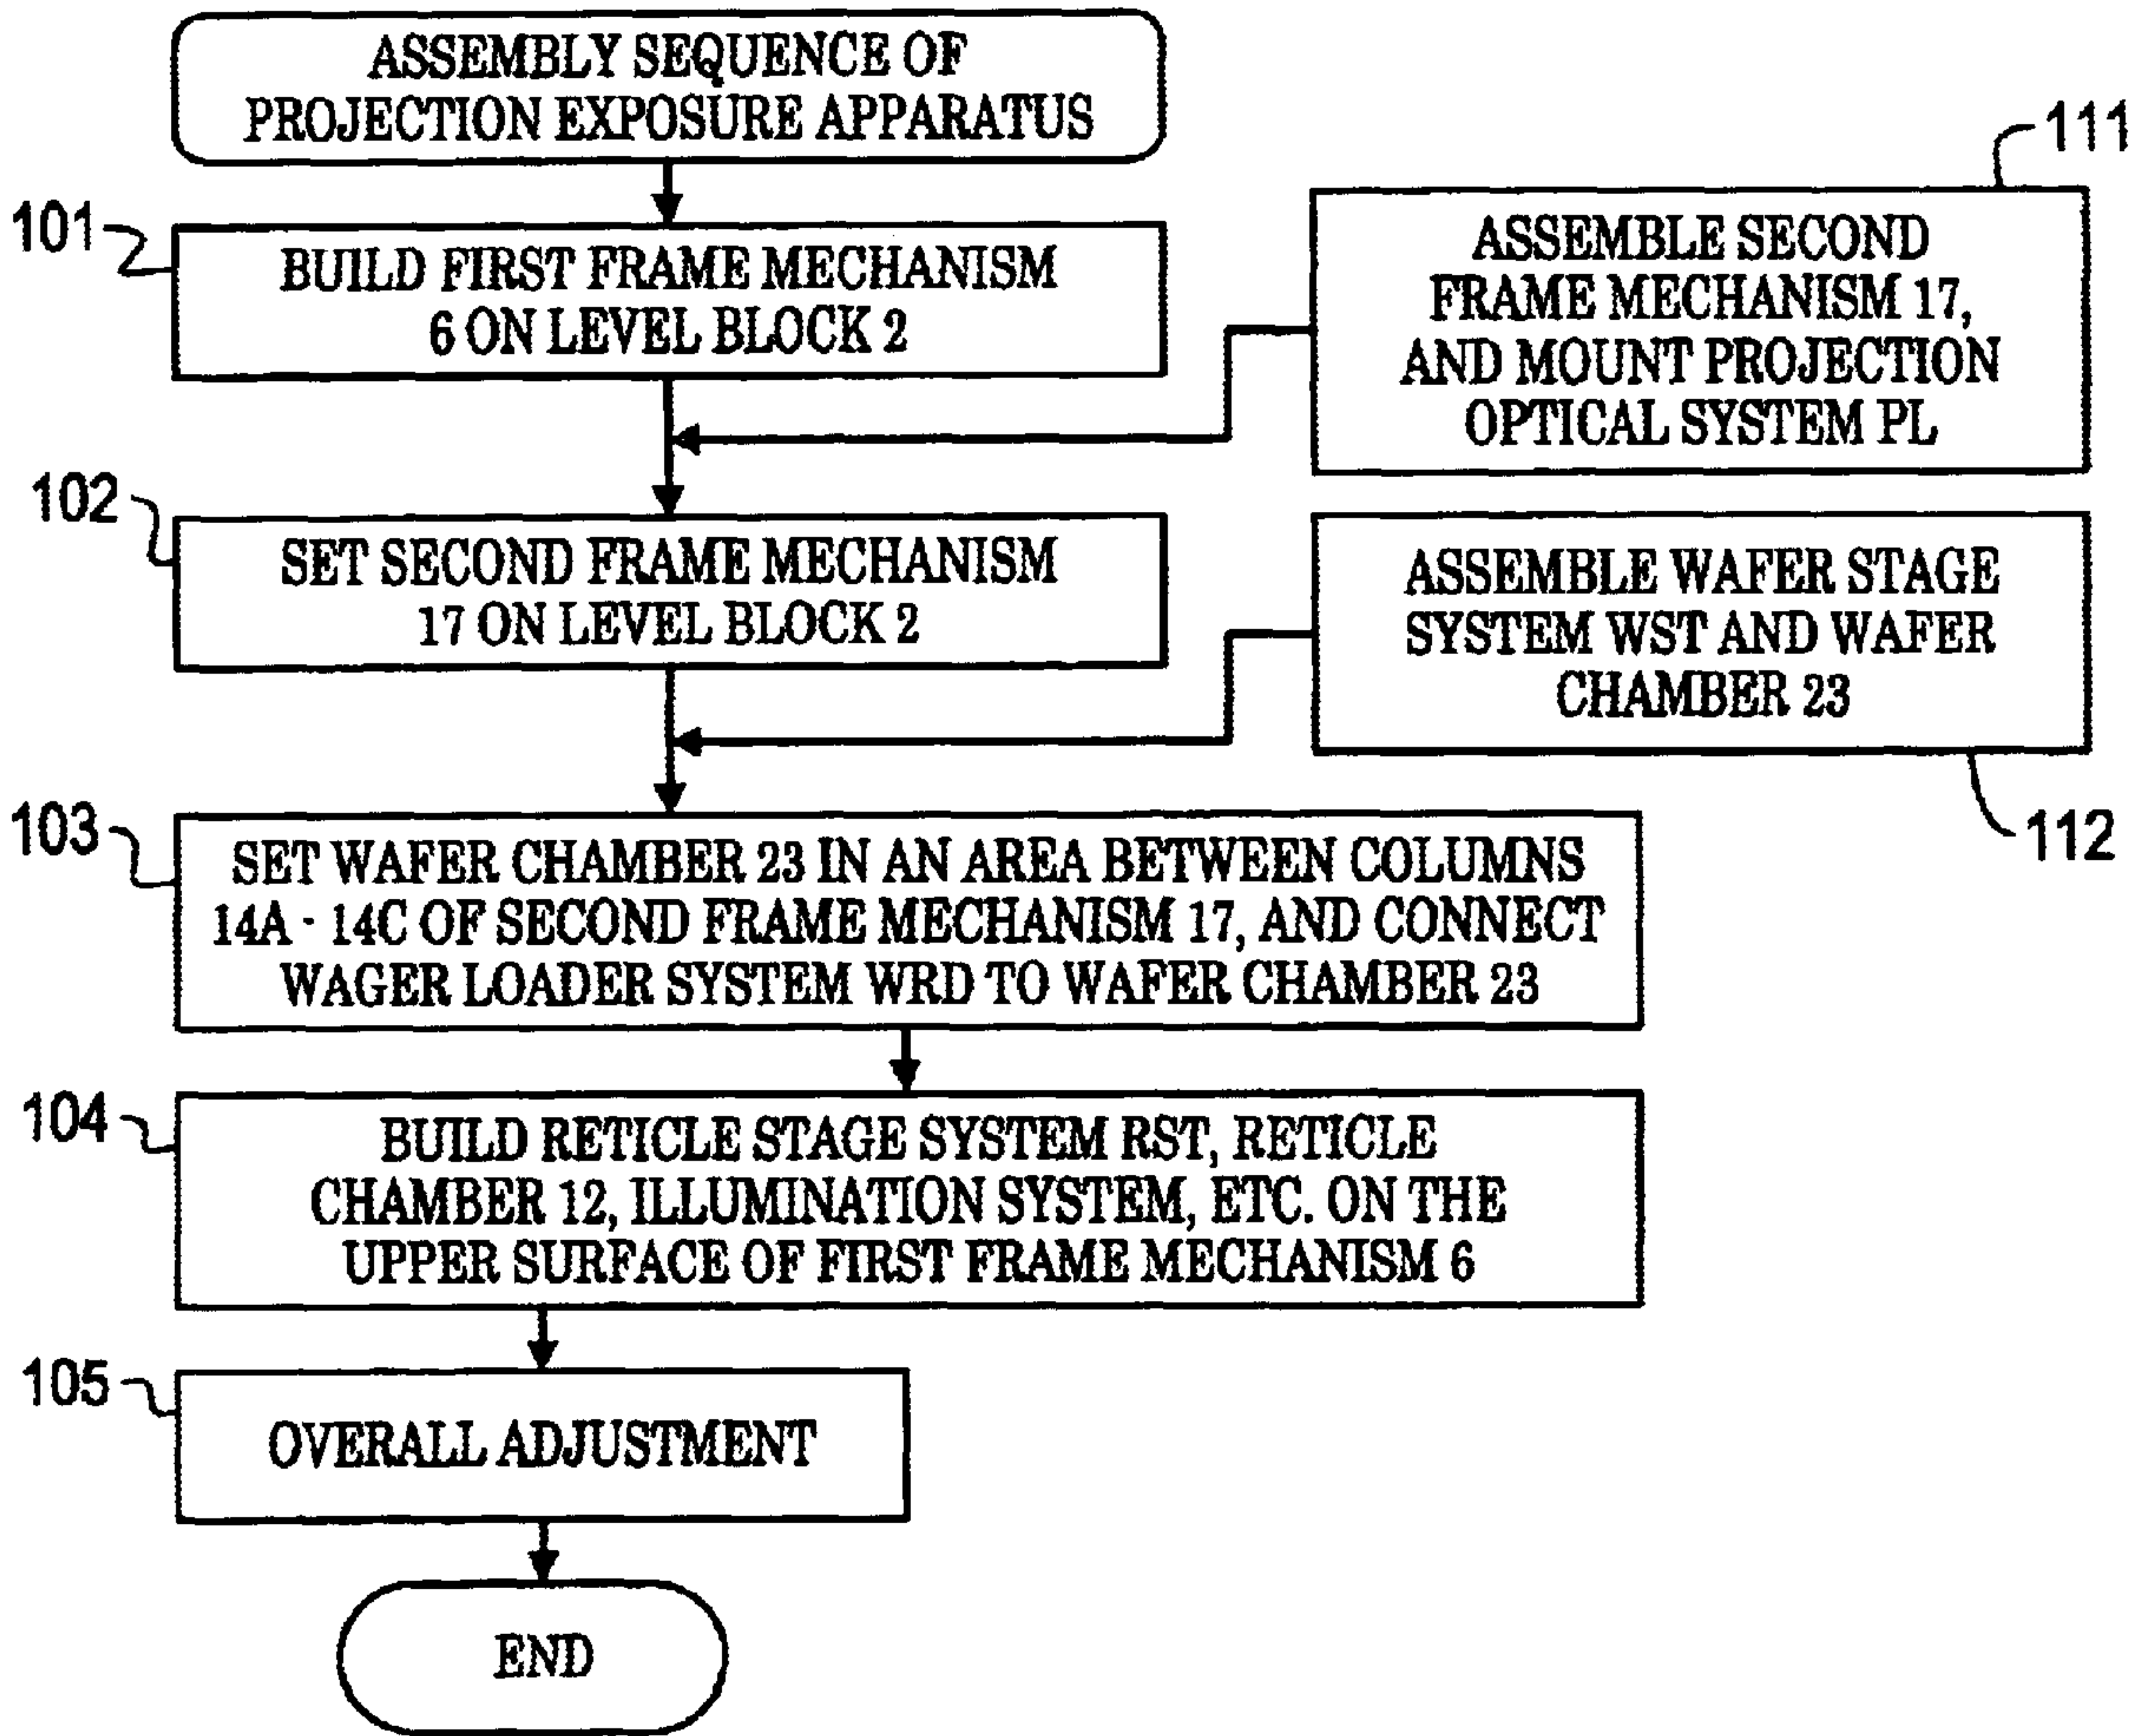 ASSEMBLY SEQUENCE OF
PROJECTION EXPOSURE APPARATUS
101
BUILD FIRST FRAME MECHANISM
6 ON LEVEL BLOCK 2
111
ASSEMBLE SECOND
FRAME MECHANISM 17,
AND MOUNT PROJECTION
OPTICAL SYSTEM PL
102
SET SECOND FRAME MECHANISM
17 ON LEVEL BLOCK 2
ASSEMBLE WAFER STAGE
SYSTEM WST AND WAFER
CHAMBER 23
112
103
SET WAFER CHAMBER 23 IN AN AREA BETWEEN COLUMNS
14A - 14C OF SECOND FRAME MECHANISM 17, AND CONNECT
WAGER LOADER SYSTEM WRD TO WAFER CHAMBER 23
104
BUILD RETICLE STAGE SYSTEM RST, RETICLE
CHAMBER 12, ILLUMINATION SYSTEM, ETC. ON THE
UPPER SURFACE OF FIRST FRAME MECHANISM 6
105
OVERALL ADJUSTMENT
END